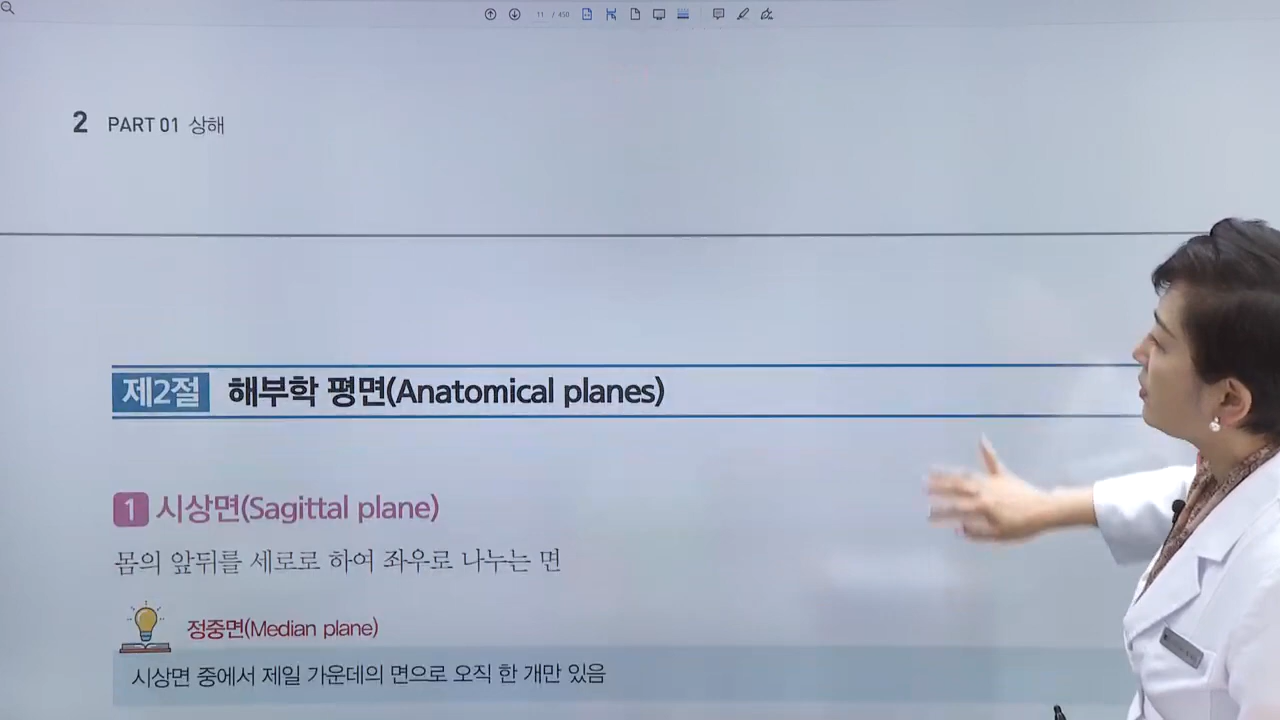 11 / 450
2 PART 01 상해
제2절 해부학 평면(Anatomical planes)
1 시상면(Sagittal plane)
몸의 앞뒤를 세로로 하여 좌우로 나누는 면
정중면(Median plane)
시상면 중에서 제일 가운데의 면으로 오직 한 개만 있음